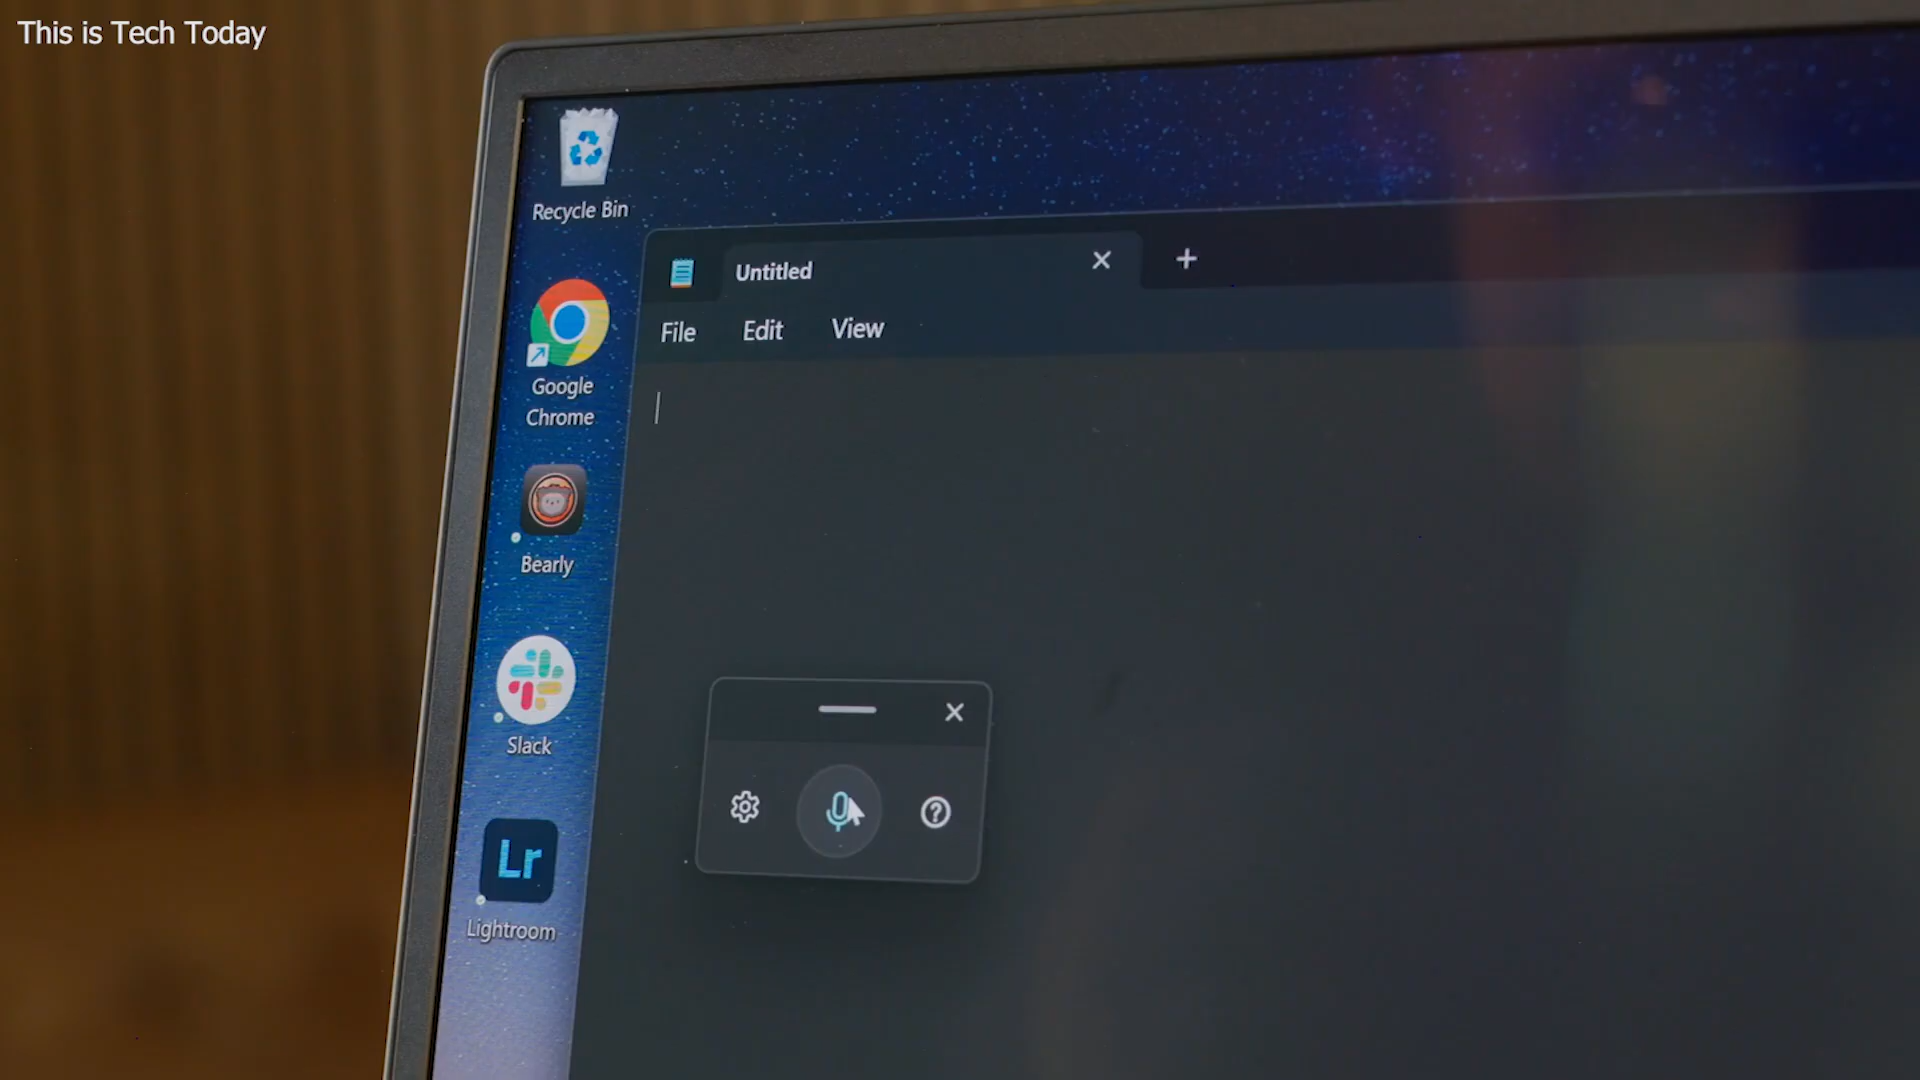 This is Tech Today
Recycle Bin
Untitled
File Edit View
Google
Chrome
Bearly
Slack
Lr
Lightroom